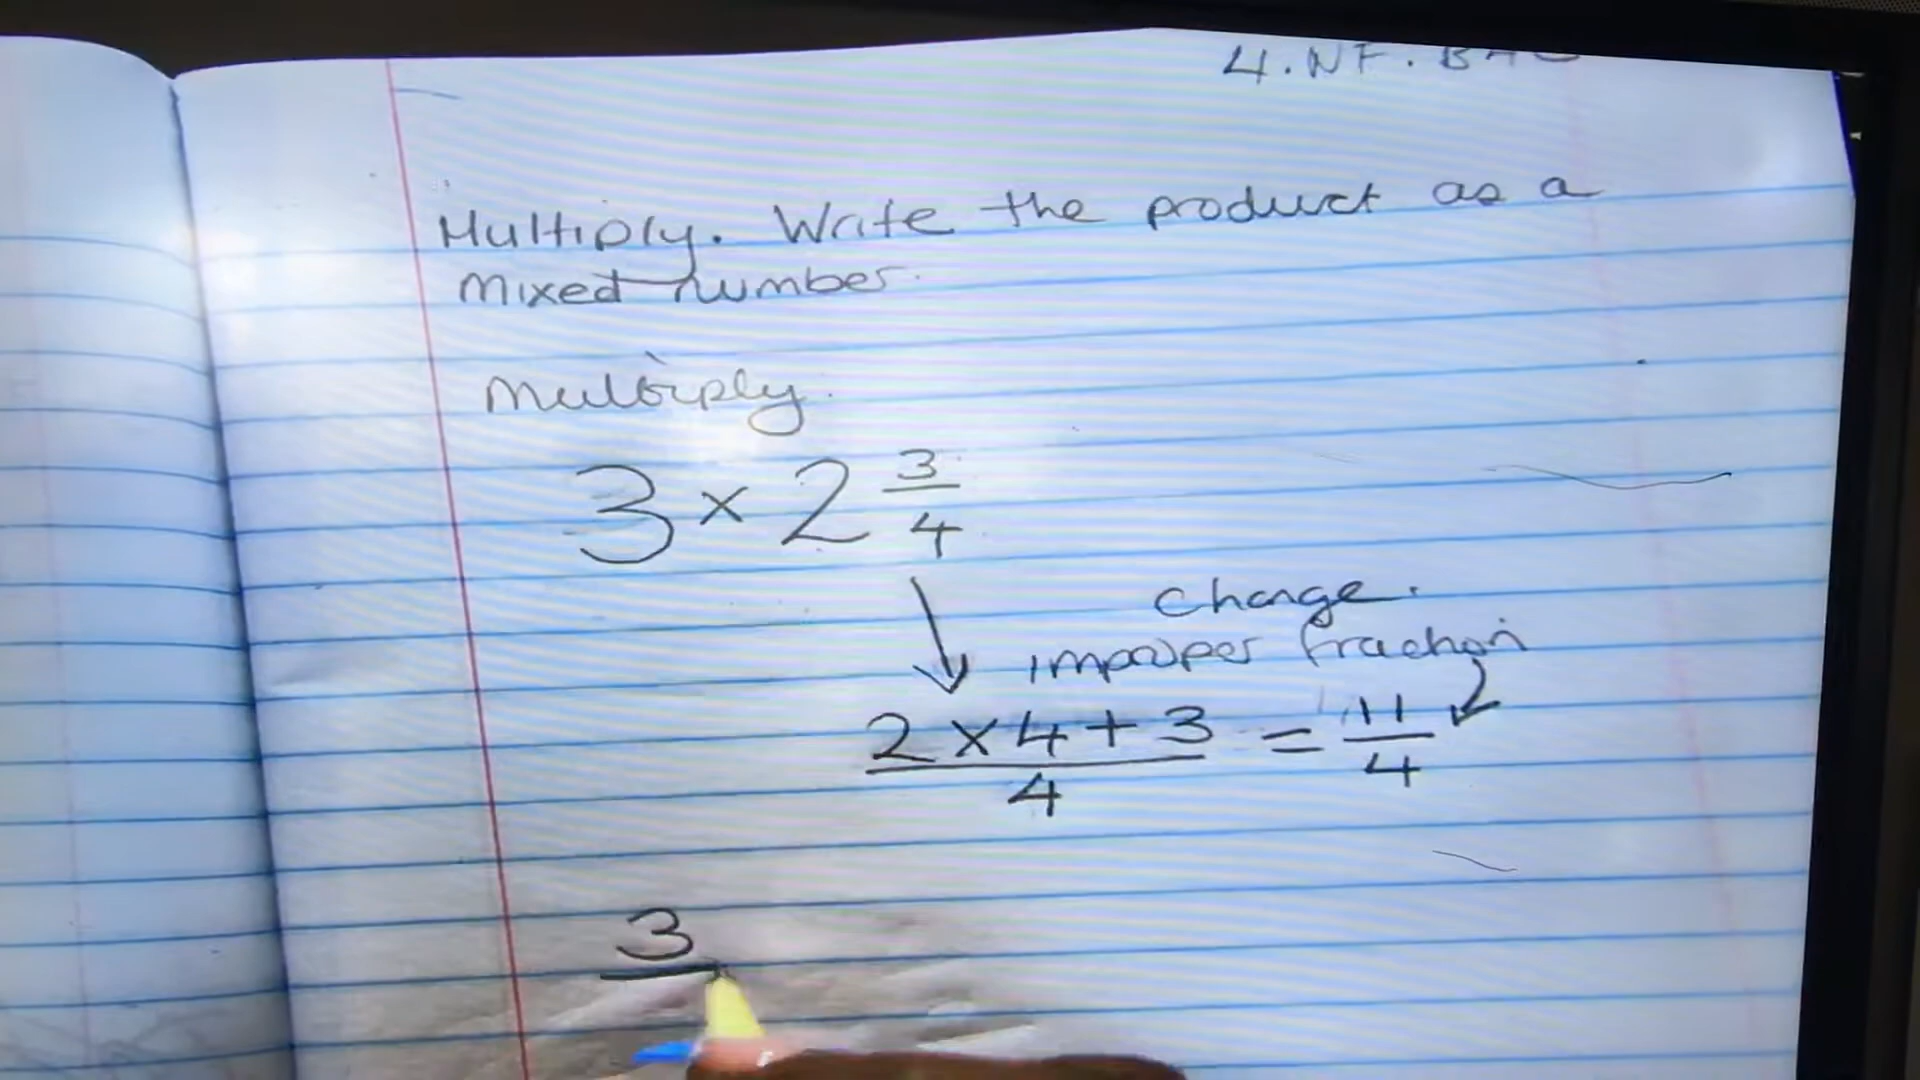 4.NF.B4C
Multiply. Write the product as a
mixed number.
Multiply.
3 × 2 3/4
Change.
improper fraction
2 × 4 + 3 / 4 = 11/4
3